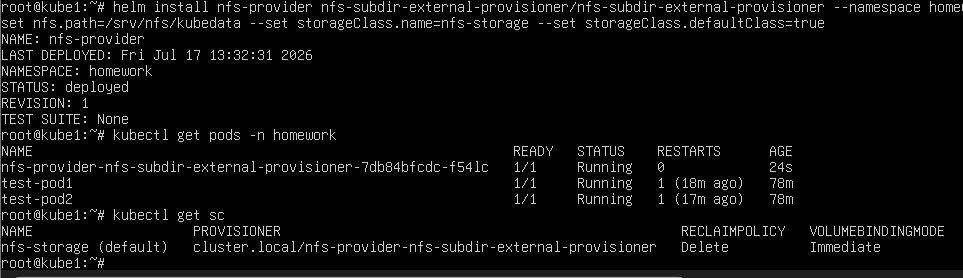 root@kube1:~# helm install nfs-provider nfs-subdir-external-provisioner/nfs-subdir-external-provisioner --namespace home
set nfs.path=/srv/nfs/kubedata --set storageClass.name=nfs-storage --set storageClass.defaultClass=true
NAME: nfs-provider
LAST DEPLOYED: Fri Jul 17 13:32:31 2026
NAMESPACE: homework
STATUS: deployed
REVISION: 1
TEST SUITE: None
root@kube1:~# kubectl get pods -n homework
NAME READY STATUS RESTARTS AGE
nfs-provider-nfs-subdir-external-provisioner-7db84bfcdc-f54lc 1/1 Running 0 24s
test-pod1 1/1 Running 1 (18m ago) 78m
test-pod2 1/1 Running 1 (17m ago) 78m
root@kube1:~# kubectl get sc
NAME PROVISIONER RECLAIMPOLICY VOLUMEBINDINGMODE
nfs-storage (default) cluster.local/nfs-provider-nfs-subdir-external-provisioner Delete Immediate
root@kube1:~#